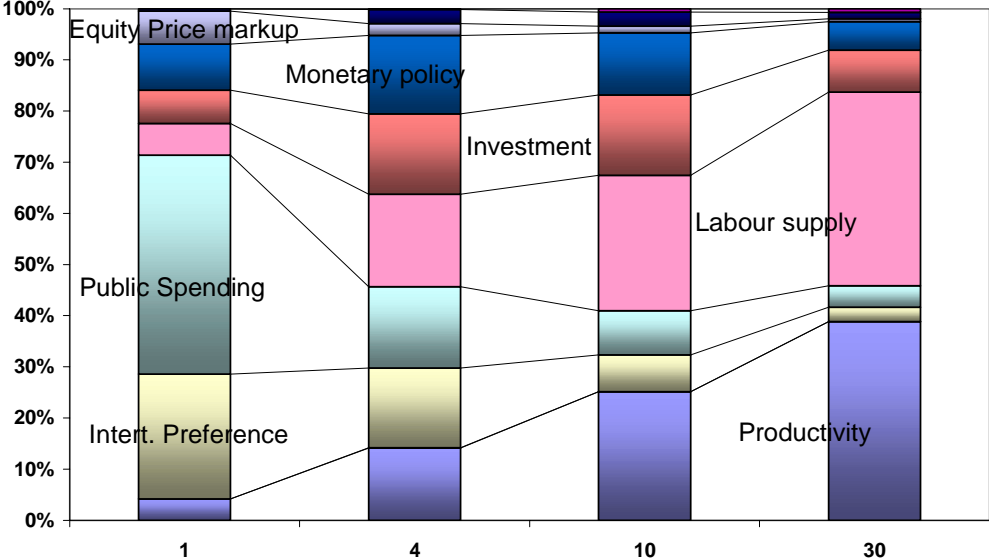 100%
90%
80%
70%
60%
50%
40%
30%
20%
10%
0%
Equity Price markup
Monetary policy
Investment
Labour supply
Public Spending
Intert. Preference
Productivity
1 4 10 30